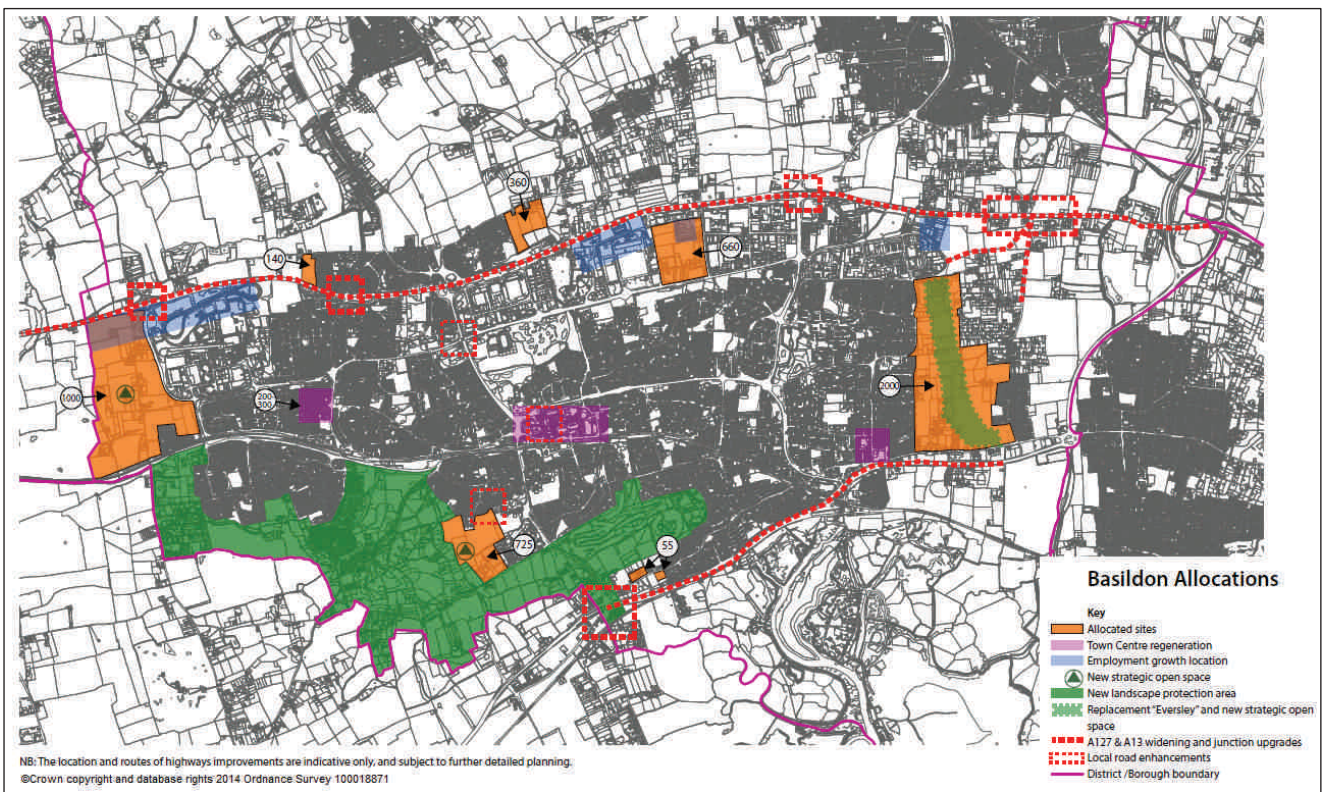 360
660
140
1000
200-
300
2000
725
55
Basildon Allocations
Key
Allocated sites
Town Centre regeneration
Employment growth location
New strategic open space
New landscape protection area
Replacement "Eversley" and new strategic open
space
A127 & A13 widening and junction upgrades
Local road enhancements
District /Borough boundary
NB: The location and routes of highways improvements are indicative only, and subject to further detailed planning.
©Crown copyright and database rights 2014 Ordnance Survey 100018871